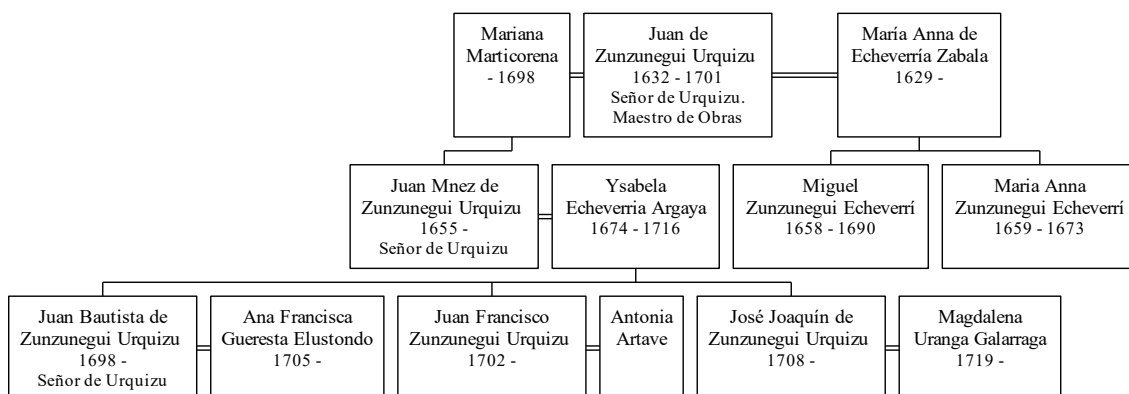 Mariana
Marticorena
- 1698
Juan de
Zunzunegui Urquizu
1632 - 1701
Señor de Urquizu.
Maestro de Obras
María Anna de
Echeverría Zabala
1629 -
Juan Mnez de
Zunzunegui Urquizu
1655 -
Señor de Urquizu
Ysabela
Echeverria Argaya
1674 - 1716
Miguel
Zunzunegui Echeverrí
1658 - 1690
Maria Anna
Zunzunegui Echeverrí
1659 - 1673
Juan Bautista de
Zunzunegui Urquizu
1698 -
Señor de Urquizu
Ana Francisca
Gueresta Elustondo
1705 -
Juan Francisco
Zunzunegui Urquizu
1702 -
Antonia
Artave
José Joaquín de
Zunzunegui Urquizu
1708 -
Magdalena
Uranga Galarraga
1719 -